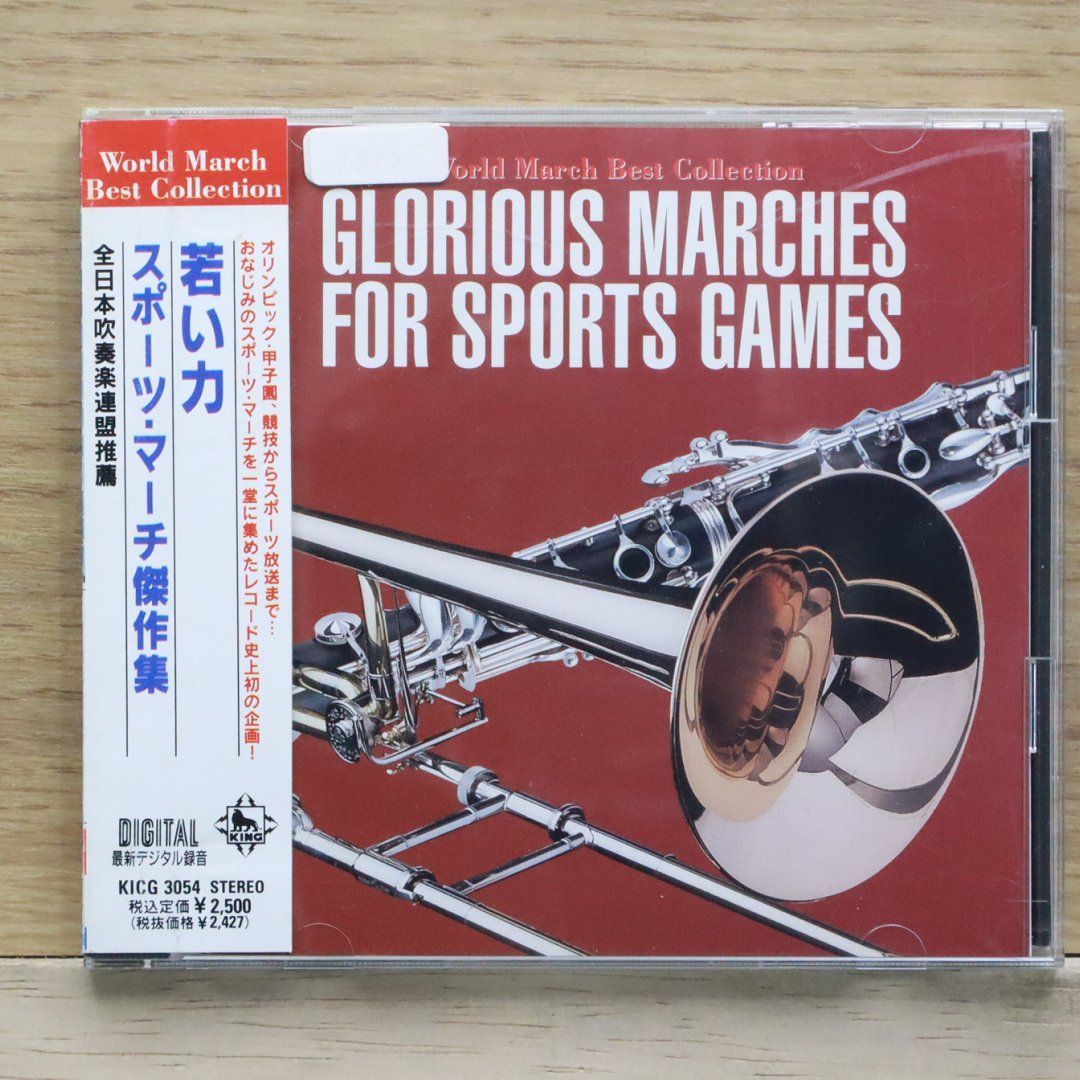 World March
Best Collection
オリンピック・甲子園、競技からスポーツ放送まで…
おなじみのスポーツ・マーチを一堂に集めたレコード史上初の企画!
若い力
スポーツ・マーチ傑作集
全日本吹奏楽連盟推薦
DIGITAL
最新デジタル録音
KING
KICG 3054 STEREO
税込定価¥2,500
(税抜価格¥2,427)
World March Best Collection
GLORIOUS MARCHES
FOR SPORTS GAMES